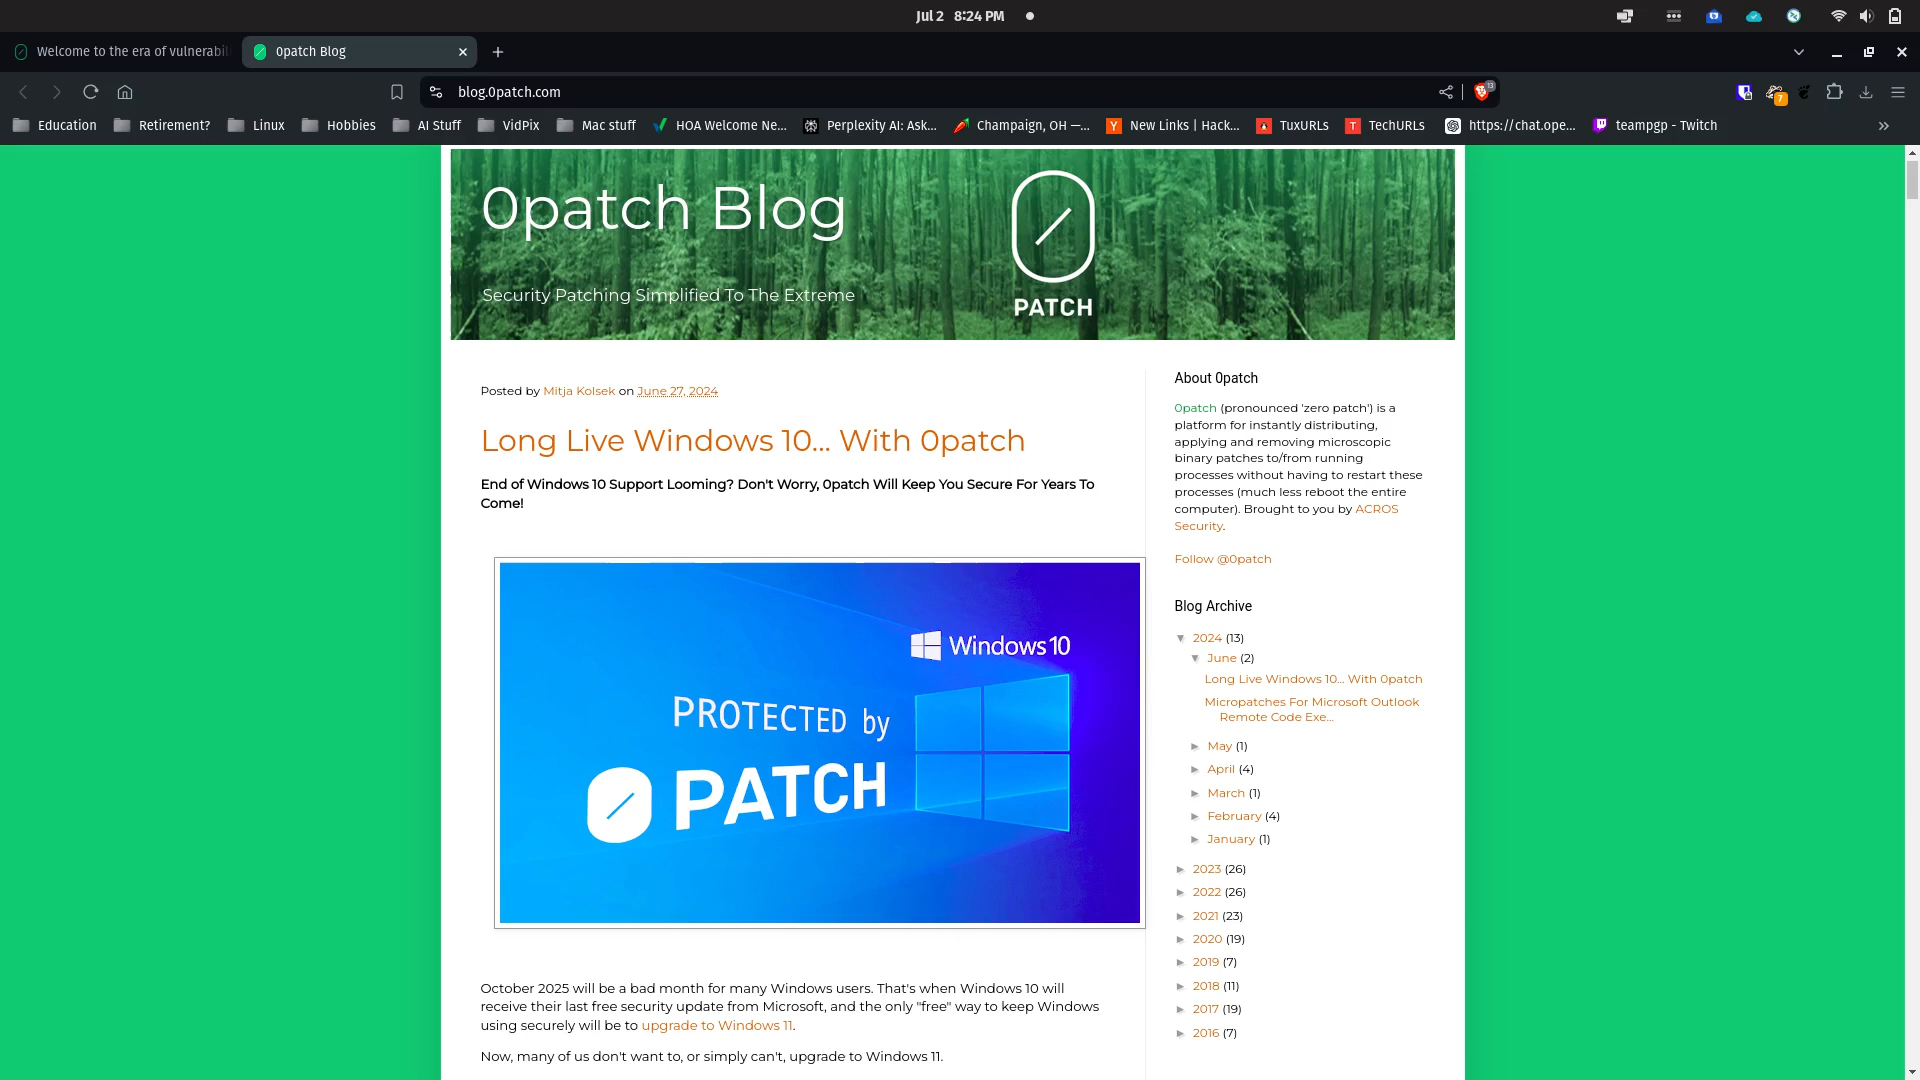 Jul 2 8:24 PM
Welcome to the era of vulnerabil
0patch Blog
blog.0patch.com
13
7
Education
Retirement?
Linux
Hobbies
AI Stuff
VidPix
Mac stuff
HOA Welcome Ne...
Perplexity AI: Ask...
Champaign, OH —...
New Links | Hack...
TuxURLs
TechURLs
https://chat.ope...
teampgp - Twitch
0patch Blog
Security Patching Simplified To The Extreme
PATCH
Posted by Mitja Kolsek on June 27, 2024
Long Live Windows 10... With 0patch
End of Windows 10 Support Looming? Don't Worry, 0patch Will Keep You Secure For Years To
Come!
Windows 10
PROTECTED by
0 PATCH
October 2025 will be a bad month for many Windows users. That's when Windows 10 will
receive their last free security update from Microsoft, and the only "free" way to keep Windows
using securely will be to upgrade to Windows 11.
Now, many of us don't want to, or simply can't, upgrade to Windows 11.
About 0patch
0patch (pronounced 'zero patch') is a
platform for instantly distributing,
applying and removing microscopic
binary patches to/from running
processes without having to restart these
processes (much less reboot the entire
computer). Brought to you by ACROS
Security.
Follow @0patch
Blog Archive
▼ 2024 (13)
▼ June (2)
Long Live Windows 10... With 0patch
Micropatches For Microsoft Outlook
Remote Code Exe...
► May (1)
► April (4)
► March (1)
► February (4)
► January (1)
► 2023 (26)
► 2022 (26)
► 2021 (23)
► 2020 (19)
► 2019 (7)
► 2018 (11)
► 2017 (19)
► 2016 (7)